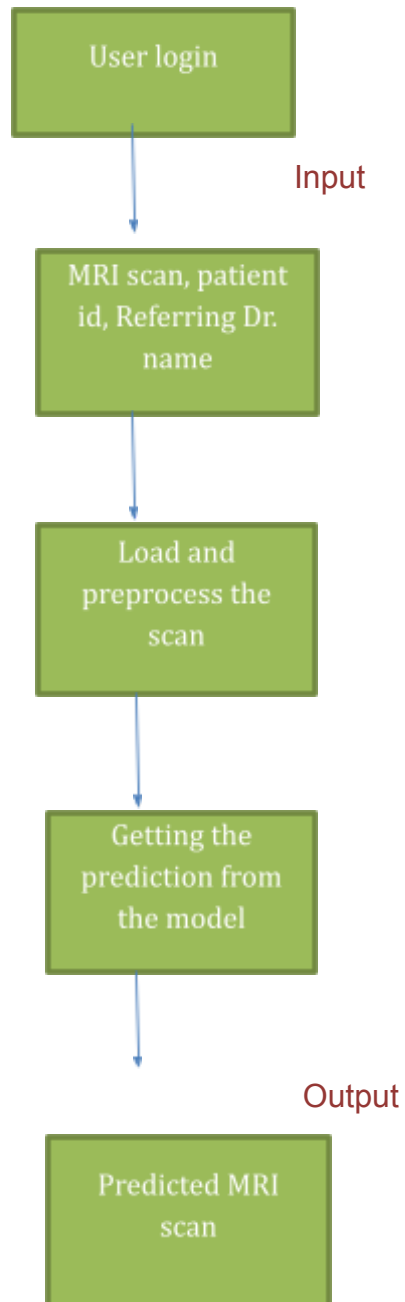 User login
Input
MRI scan, patient
id, Referring Dr.
name
Load and
preprocess the
scan
Getting the
prediction from
the model
Output
Predicted MRI
scan